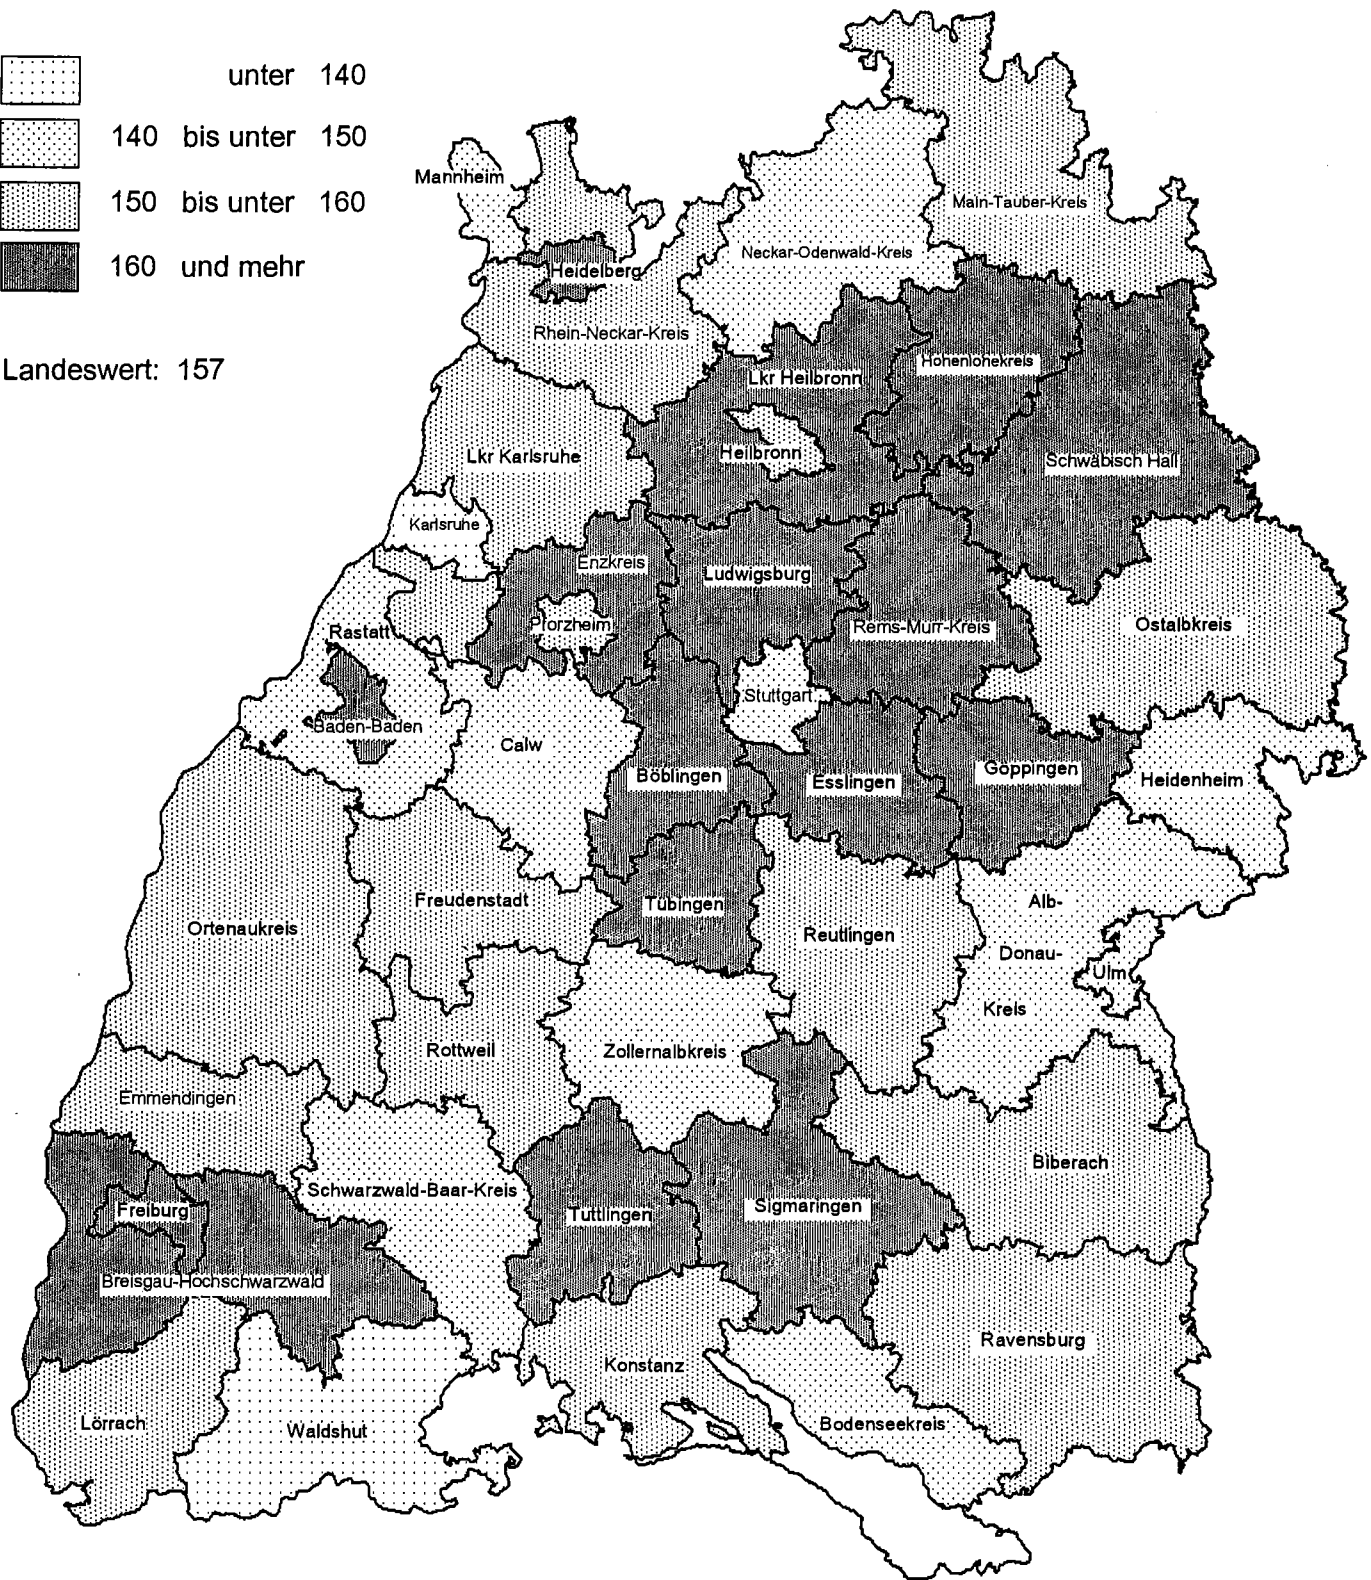 unter 140
140 bis unter 150
150 bis unter 160
160 und mehr
Landeswert: 157
Mannheim
Main-Tauber-Kreis
Neckar-Odenwald-Kreis
Heidelberg
Rhein-Neckar-Kreis
Hohenlohekreis
Lkr Heilbronn
Heilbronn
Lkr Karlsruhe
Schwäbisch Hall
Karlsruhe
Enzkreis
Ludwigsburg
Pforzheim
Rems-Murr-Kreis
Ostalbkreis
Rastatt
Stuttgart
Baden-Baden
Calw
Böblingen
Esslingen
Göppingen
Heidenheim
Freudenstadt
Tübingen
Alb-
Ortenaukreis
Reutlingen
Donau-
Ulm
Kreis
Rottweil
Zollernalbkreis
Emmendingen
Biberach
Schwarzwald-Baar-Kreis
Freiburg
Tuttlingen
Sigmaringen
Breisgau-Hochschwarzwald
Ravensburg
Konstanz
Lörrach
Waldshut
Bodenseekreis